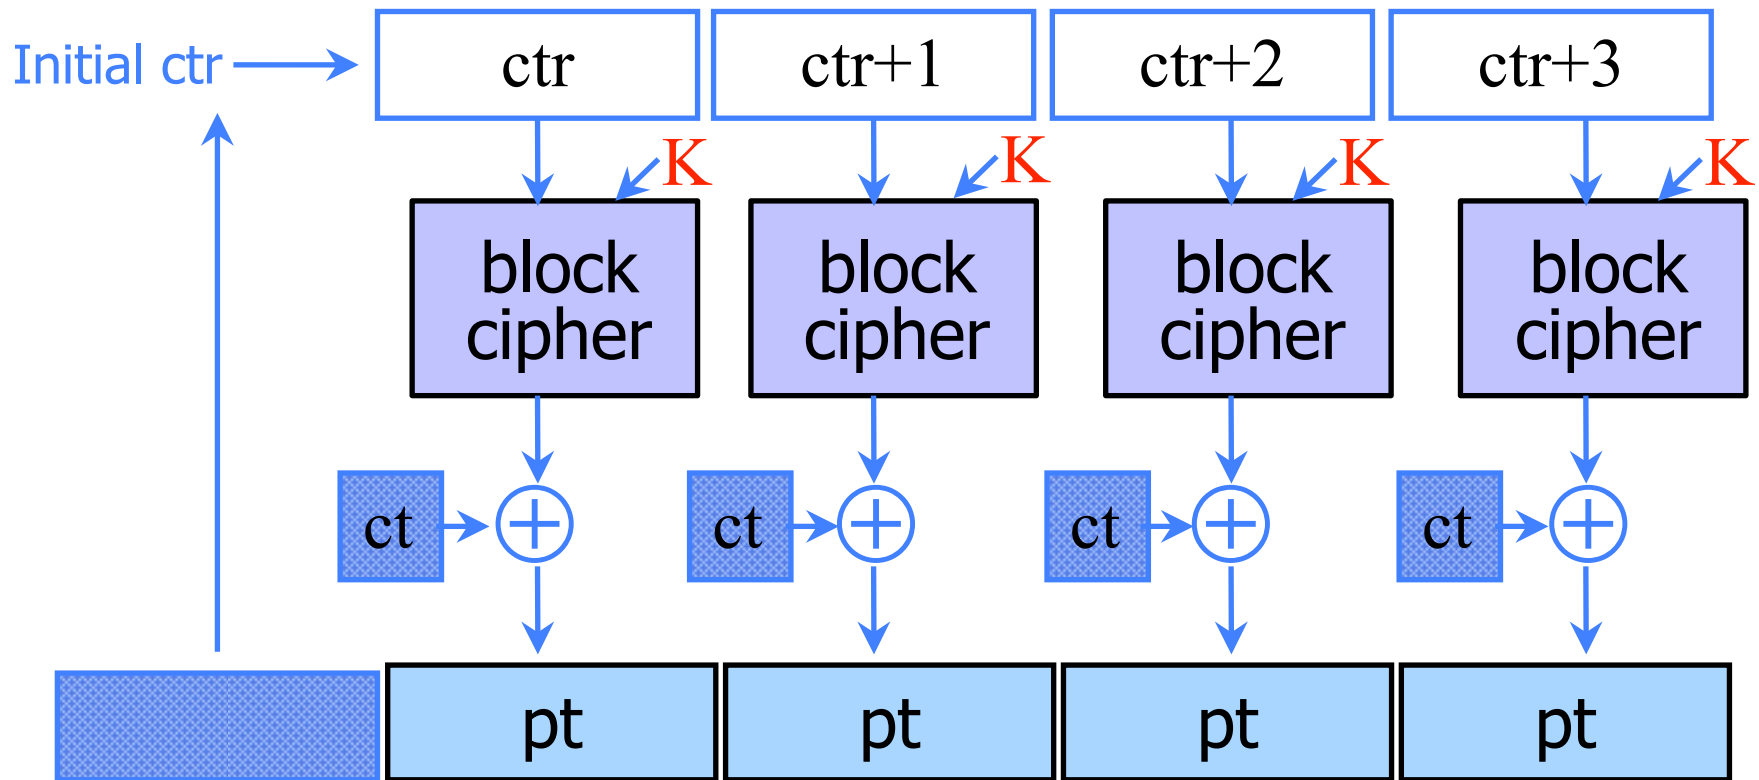 Initial ctr
ctr
ctr+1
ctr+2
ctr+3
K
K
K
K
block
cipher
block
cipher
block
cipher
block
cipher
ct
ct
ct
ct
pt
pt
pt
pt